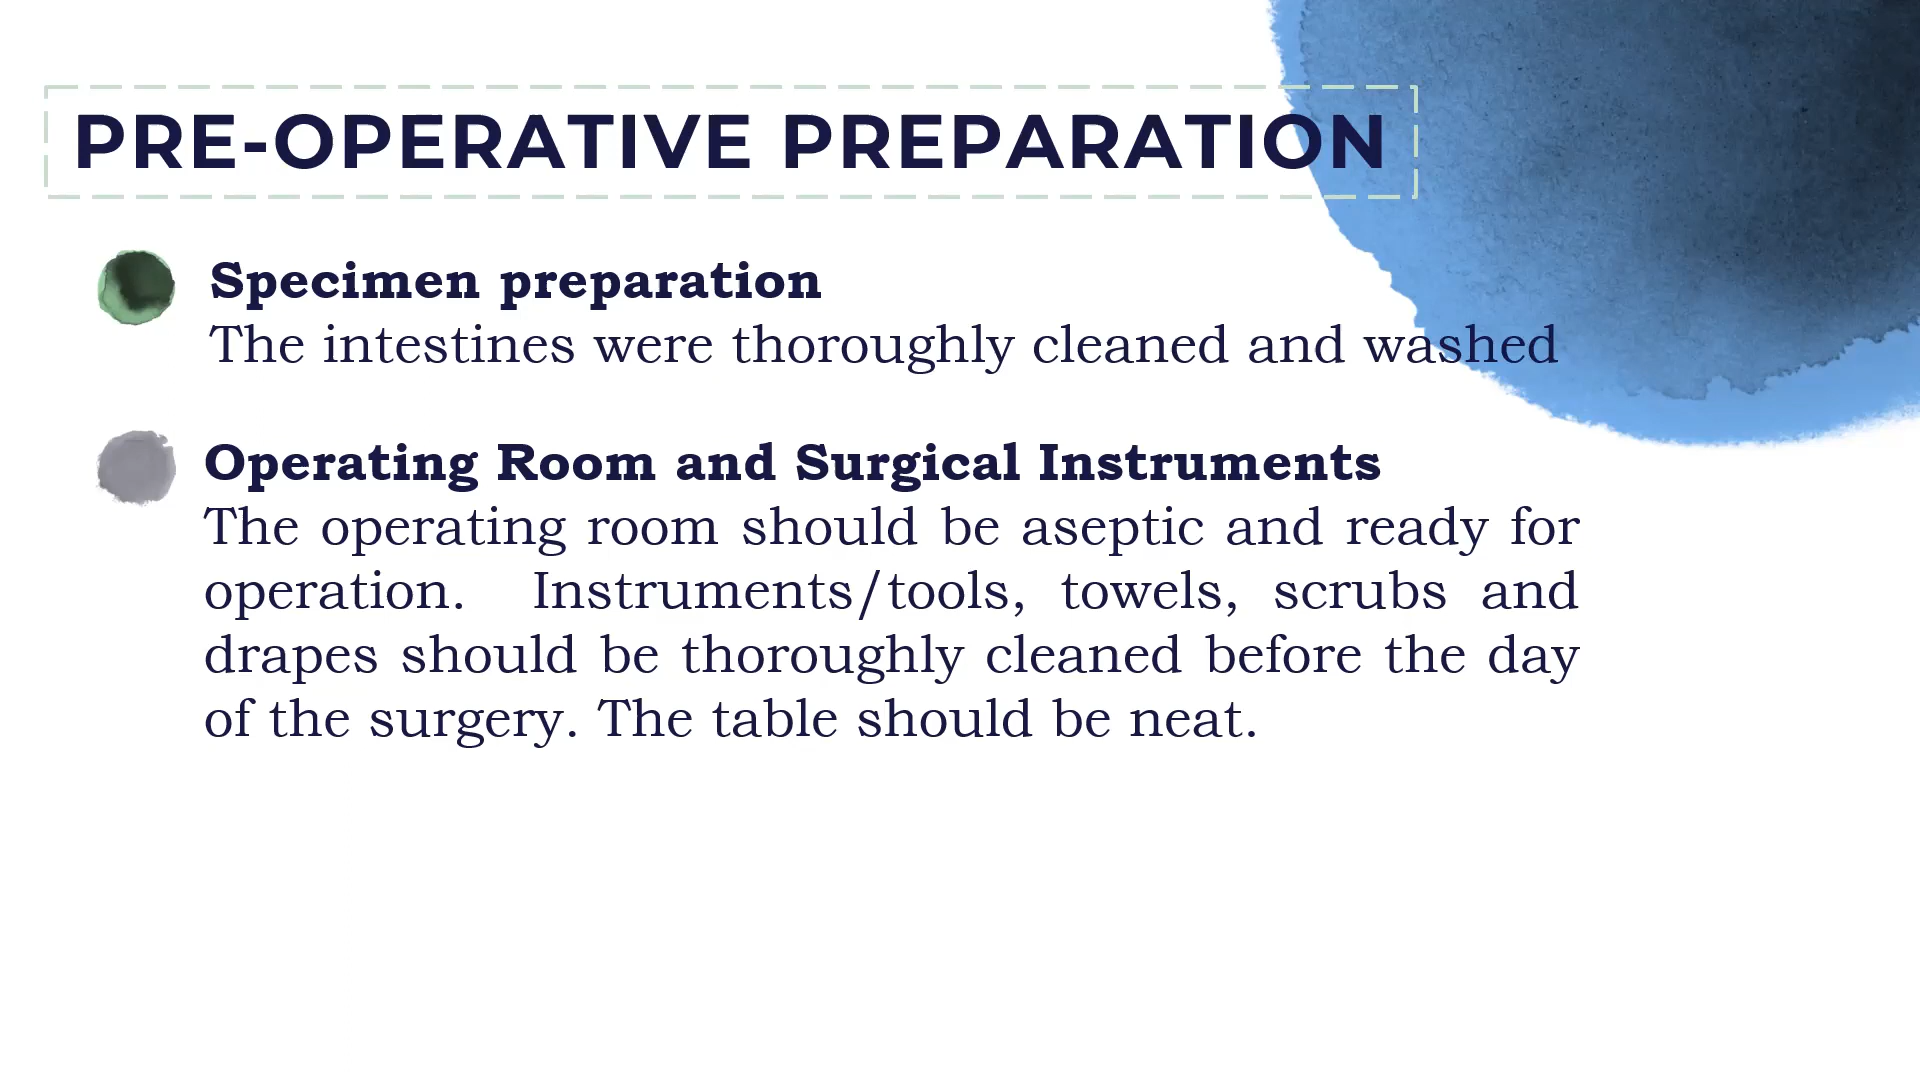 PRE-OPERATIVE PREPARATION
Specimen preparation
The intestines were thoroughly cleaned and washed
Operating Room and Surgical Instruments
The operating room should be aseptic and ready for
operation. Instruments/tools, towels, scrubs and
drapes should be thoroughly cleaned before the day
of the surgery. The table should be neat.